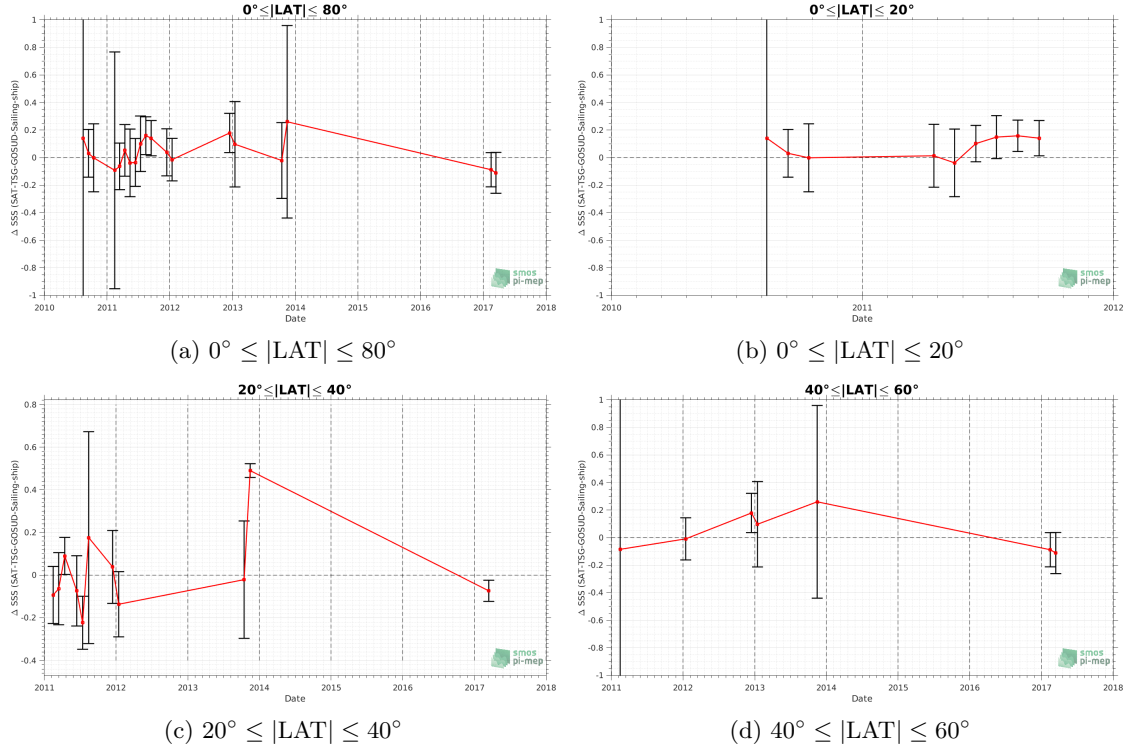 0°≤|LAT|≤ 80°
Δ SSS (SAT-TSG-GOSUD-Sailing-ship)
1
0.8
0.6
0.4
0.2
0
-0.2
-0.4
-0.6
-0.8
-1
2010 2011 2012 2013 2014 2015 2016 2017 2018
Date
smos
pi-mep
(a) 0° ≤ |LAT| ≤ 80°
0°≤|LAT|≤ 20°
Δ SSS (SAT-TSG-GOSUD-Sailing-ship)
1
0.8
0.6
0.4
0.2
0
-0.2
-0.4
-0.6
-0.8
-1
2010 2011 2012
Date
smos
pi-mep
(b) 0° ≤ |LAT| ≤ 20°
20°≤|LAT|≤ 40°
Δ SSS (SAT-TSG-GOSUD-Sailing-ship)
0.8
0.6
0.4
0.2
0
-0.2
-0.4
2011 2012 2013 2014 2015 2016 2017 2018
Date
smos
pi-mep
(c) 20° ≤ |LAT| ≤ 40°
40°≤|LAT|≤ 60°
Δ SSS (SAT-TSG-GOSUD-Sailing-ship)
1
0.8
0.6
0.4
0.2
0
-0.2
-0.4
-0.6
-0.8
-1
2011 2012 2013 2014 2015 2016 2017 2018
Date
smos
pi-mep
(d) 40° ≤ |LAT| ≤ 60°